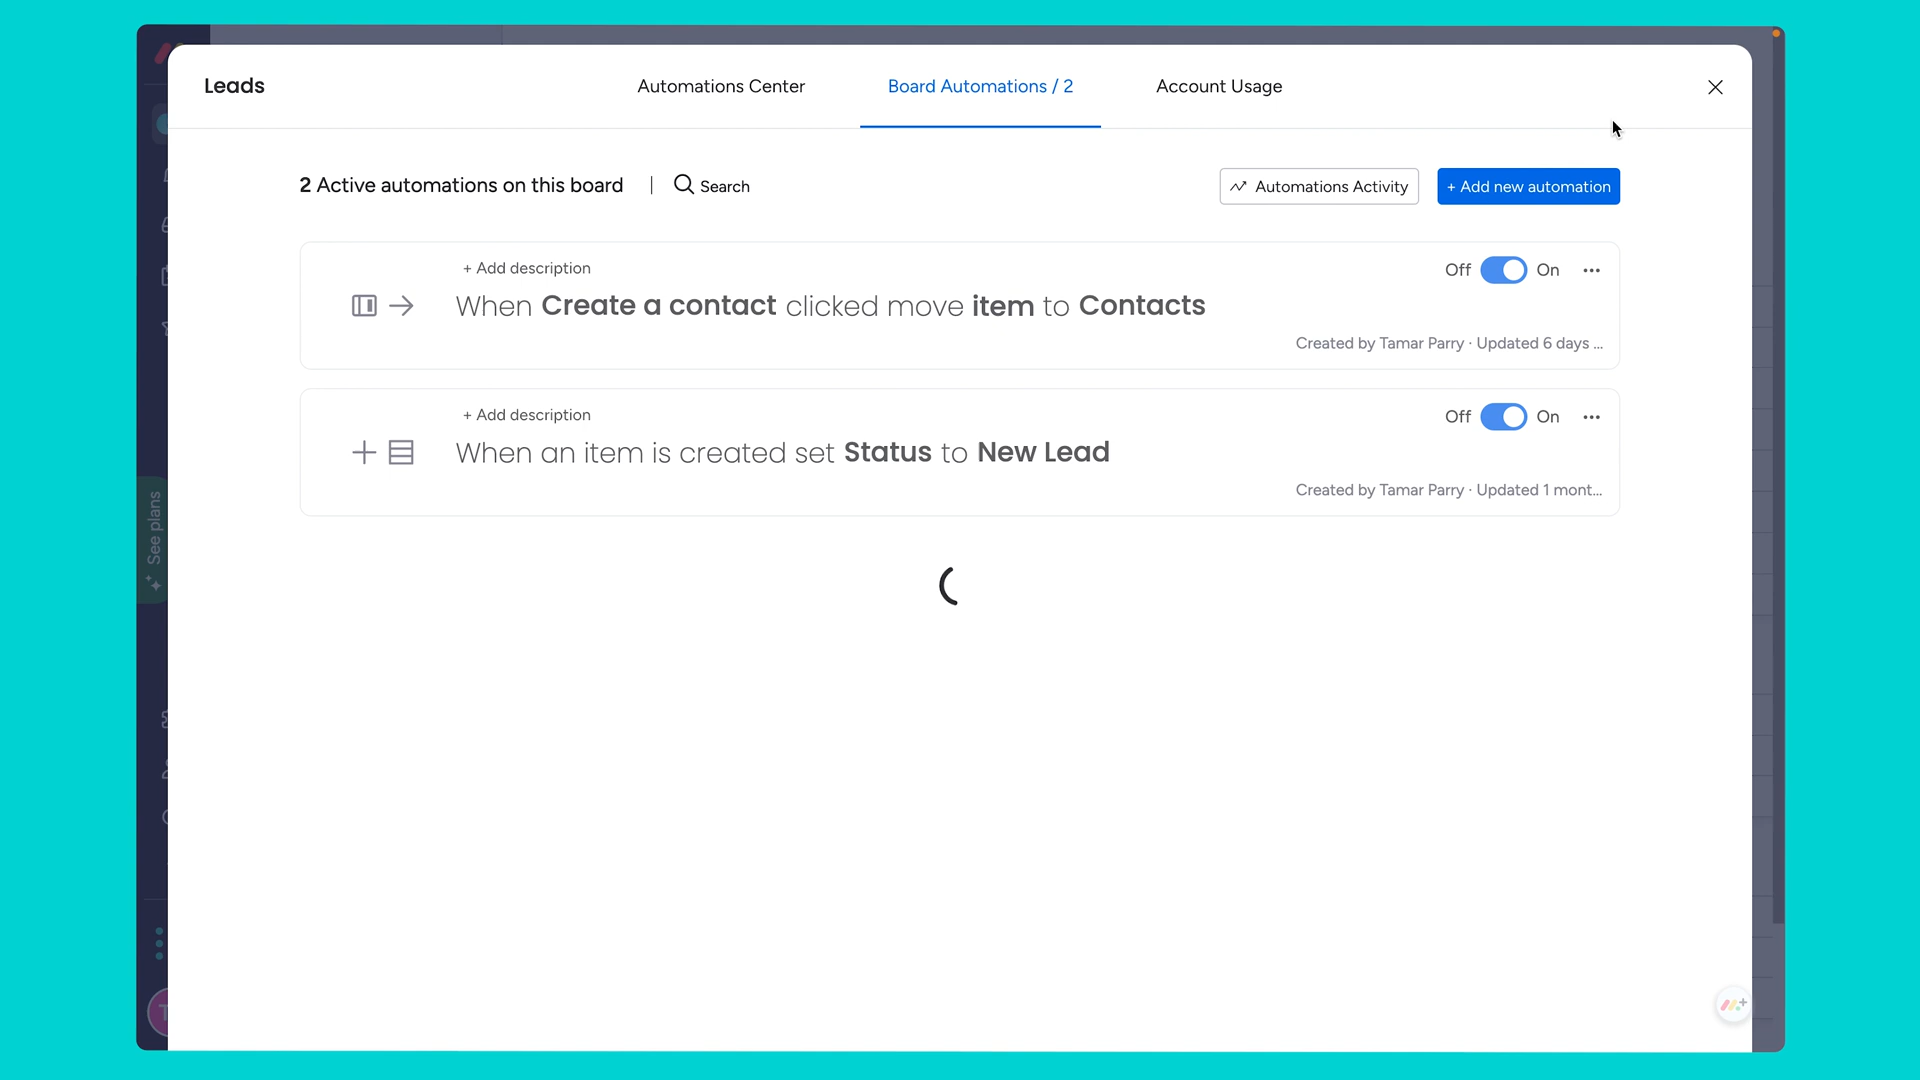 Leads
Automations Center
Board Automations / 2
Account Usage
2 Active automations on this board
Search
Automations Activity
+ Add new automation
+ Add description
Off
On
When Create a contact clicked move item to Contacts
Created by Tamar Parry · Updated 6 days ...
+ Add description
Off
On
When an item is created set Status to New Lead
Created by Tamar Parry · Updated 1 mont...
See plans
T